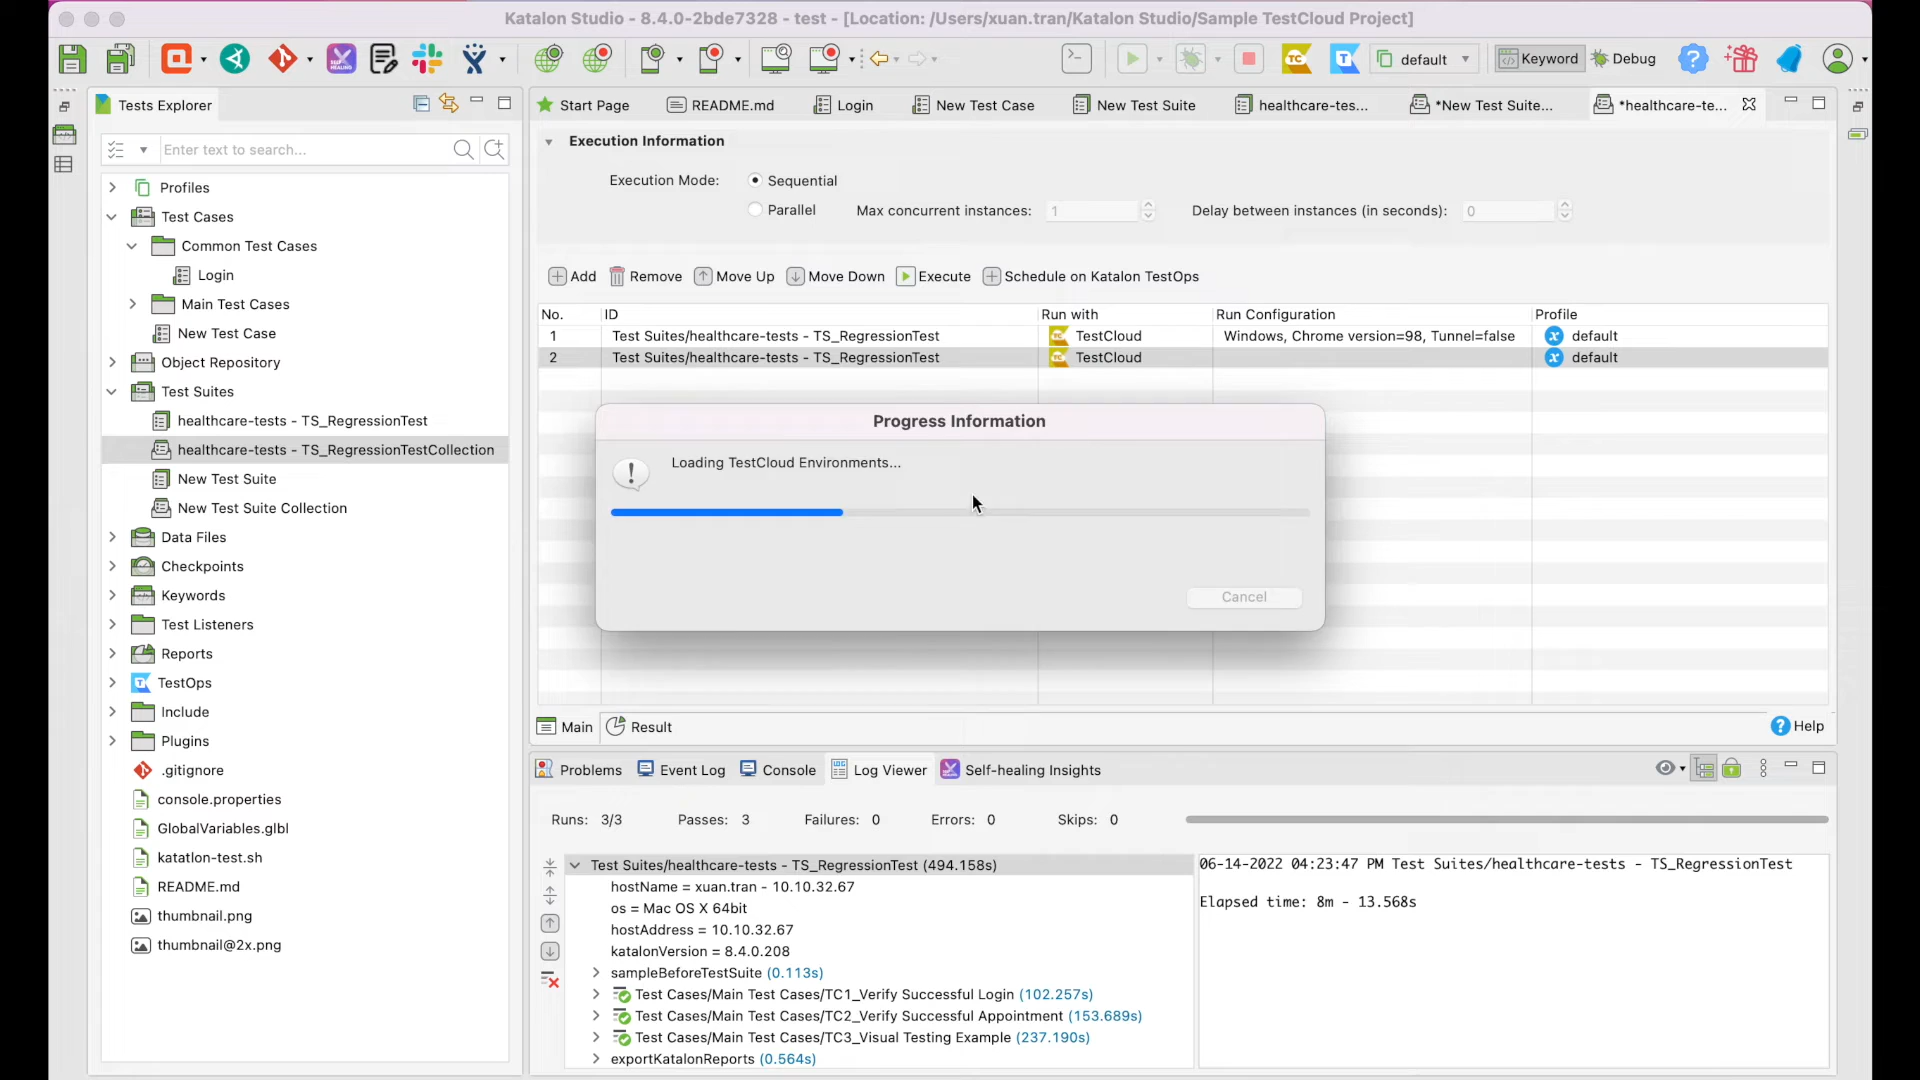 Katalon Studio - 8.4.0-2bde7328 - test - [Location: /Users/xuan.tran/Katalon Studio/Sample TestCloud Project]
default
Keyword
Debug
Tests Explorer
Start Page
README.md
Login
New Test Case
New Test Suite
healthcare-tes...
*New Test Suite...
*healthcare-te...
Enter text to search...
Profiles
Test Cases
Common Test Cases
Login
Main Test Cases
New Test Case
Object Repository
Test Suites
healthcare-tests - TS_RegressionTest
healthcare-tests - TS_RegressionTestCollection
New Test Suite
New Test Suite Collection
Data Files
Checkpoints
Keywords
Test Listeners
Reports
TestOps
Include
Plugins
.gitignore
console.properties
GlobalVariables.glbl
katatlon-test.sh
README.md
thumbnail.png
thumbnail@2x.png
Execution Information
Execution Mode:
Sequential
Parallel
Max concurrent instances:
1
Delay between instances (in seconds):
0
Add
Remove
Move Up
Move Down
Execute
Schedule on Katalon TestOps
No. ID Run with Run Configuration Profile
1 Test Suites/healthcare-tests - TS_RegressionTest TestCloud Windows, Chrome version=98, Tunnel=false default
2 Test Suites/healthcare-tests - TS_RegressionTest TestCloud default
Progress Information
Loading TestCloud Environments...
Cancel
Main
Result
Help
Problems
Event Log
Console
Log Viewer
Self-healing Insights
Runs: 3/3
Passes: 3
Failures: 0
Errors: 0
Skips: 0
Test Suites/healthcare-tests - TS_RegressionTest (494.158s)
hostName = xuan.tran - 10.10.32.67
os = Mac OS X 64bit
hostAddress = 10.10.32.67
katalonVersion = 8.4.0.208
sampleBeforeTestSuite (0.113s)
Test Cases/Main Test Cases/TC1_Verify Successful Login (102.257s)
Test Cases/Main Test Cases/TC2_Verify Successful Appointment (153.689s)
Test Cases/Main Test Cases/TC3_Visual Testing Example (237.190s)
exportKatalonReports (0.564s)
06-14-2022 04:23:47 PM Test Suites/healthcare-tests - TS_RegressionTest
Elapsed time: 8m - 13.568s